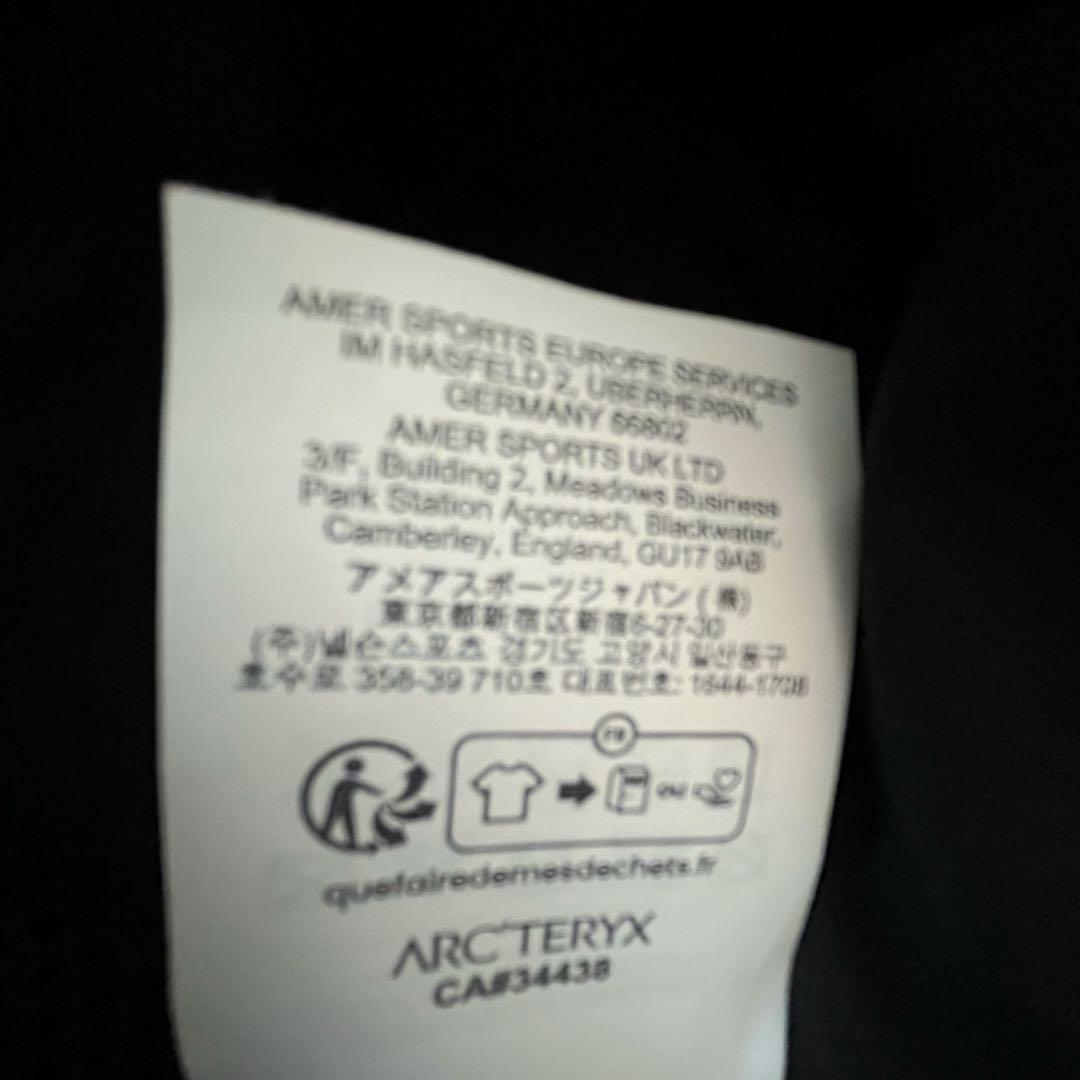 AMER SPORTS EUROPE SERVICES
IM HASFELD 2, UBERHERRN,
GERMANY 66802
AMER SPORTS UK LTD
3/F, Building 2, Meadows Business
Park Station Approach, Blackwater,
Camberley, England, GU17 9AB
アメアスポーツジャパン(株)
東京都新宿区新宿6-27-30
(주)넬슨스포츠 경기도 고양시 일산동구
호수로 358-39 710호 대표번호: 1644-1708
FR
ou
quefairedemesdechets.fr
ARC'TERYX
CA#34438